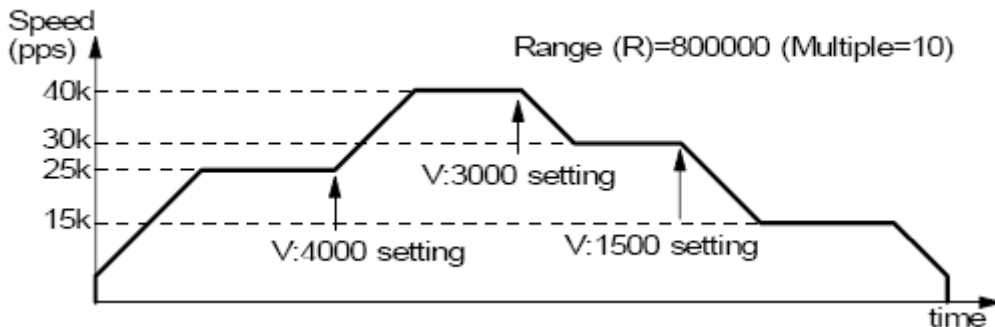 Speed
(pps)
Range (R)=800000 (Multiple=10)
40k
30k
25k
V:3000 setting
15k
V:4000 setting
V:1500 setting
time